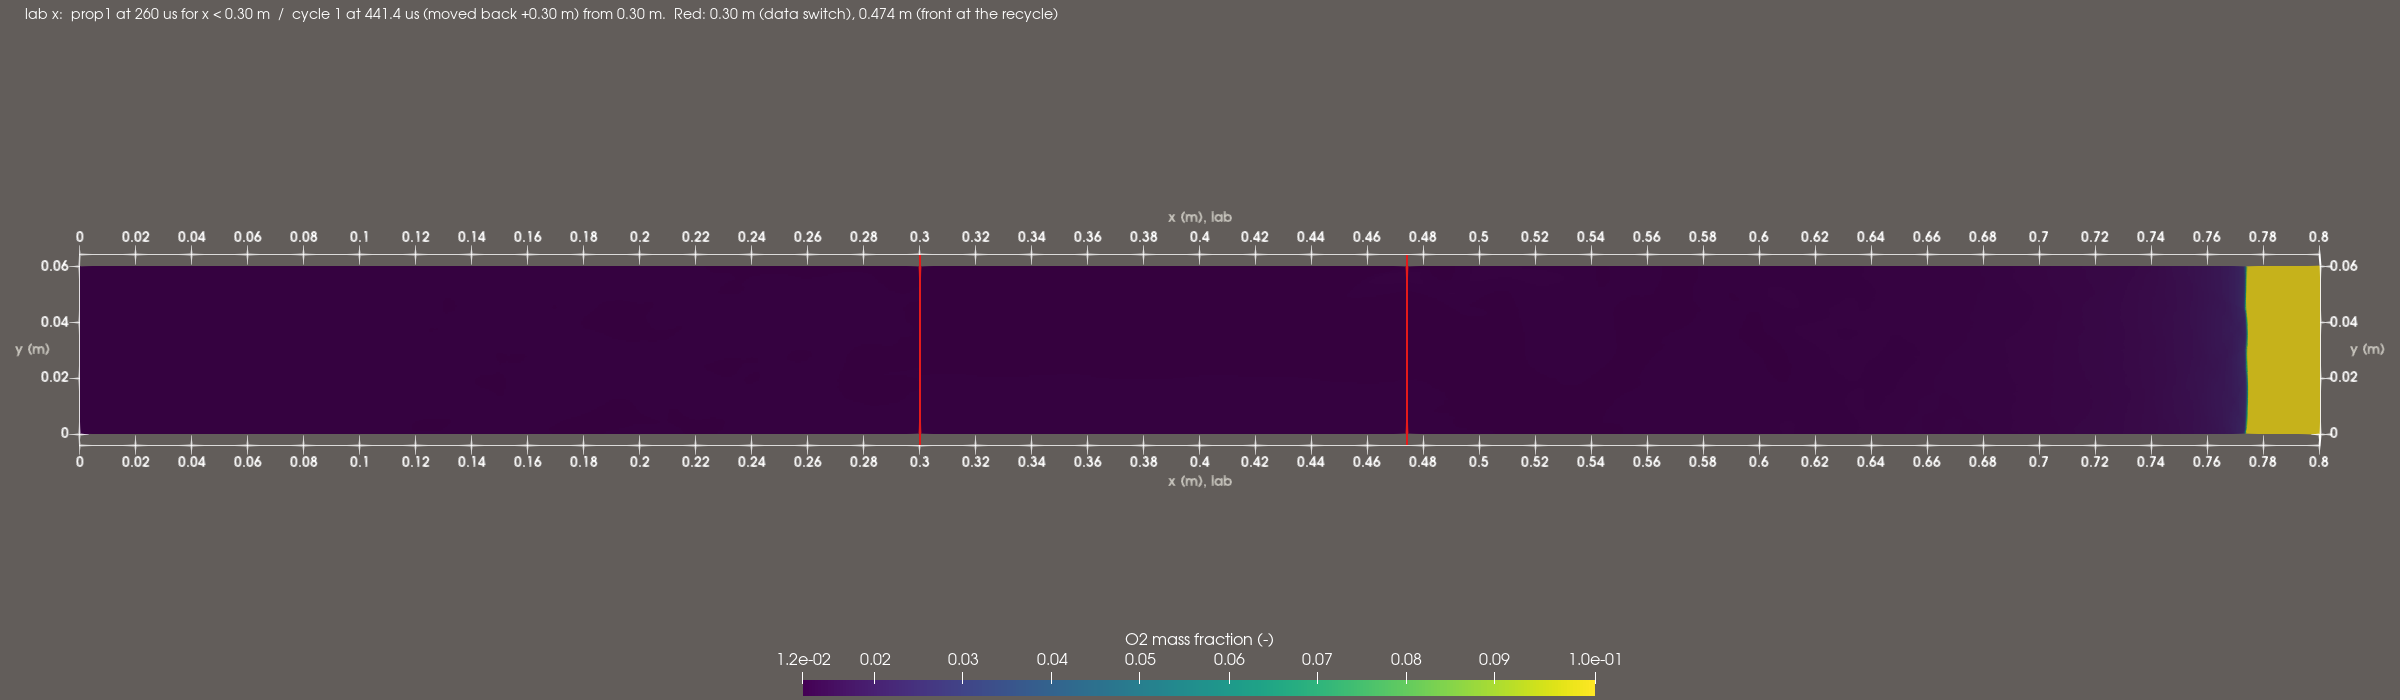 lab x:  prop1 at 260 us for x < 0.30 m  /  cycle 1 at 441.4 us (moved back +0.30 m) from 0.30 m.  Red: 0.30 m (data switch), 0.474 m (front at the recycle)
x (m), lab
0 0.02 0.04 0.06 0.08 0.1 0.12 0.14 0.16 0.18 0.2 0.22 0.24 0.26 0.28 0.3 0.32 0.34 0.36 0.38 0.4 0.42 0.44 0.46 0.48 0.5 0.52 0.54 0.56 0.58 0.6 0.62 0.64 0.66 0.68 0.7 0.72 0.74 0.76 0.78 0.8
0.06 0.06
0.04 0.04
y (m) y (m)
0.02 0.02
0 0
0 0.02 0.04 0.06 0.08 0.1 0.12 0.14 0.16 0.18 0.2 0.22 0.24 0.26 0.28 0.3 0.32 0.34 0.36 0.38 0.4 0.42 0.44 0.46 0.48 0.5 0.52 0.54 0.56 0.58 0.6 0.62 0.64 0.66 0.68 0.7 0.72 0.74 0.76 0.78 0.8
x (m), lab
O2 mass fraction (-)
1.2e-02 0.02 0.03 0.04 0.05 0.06 0.07 0.08 0.09 1.0e-01